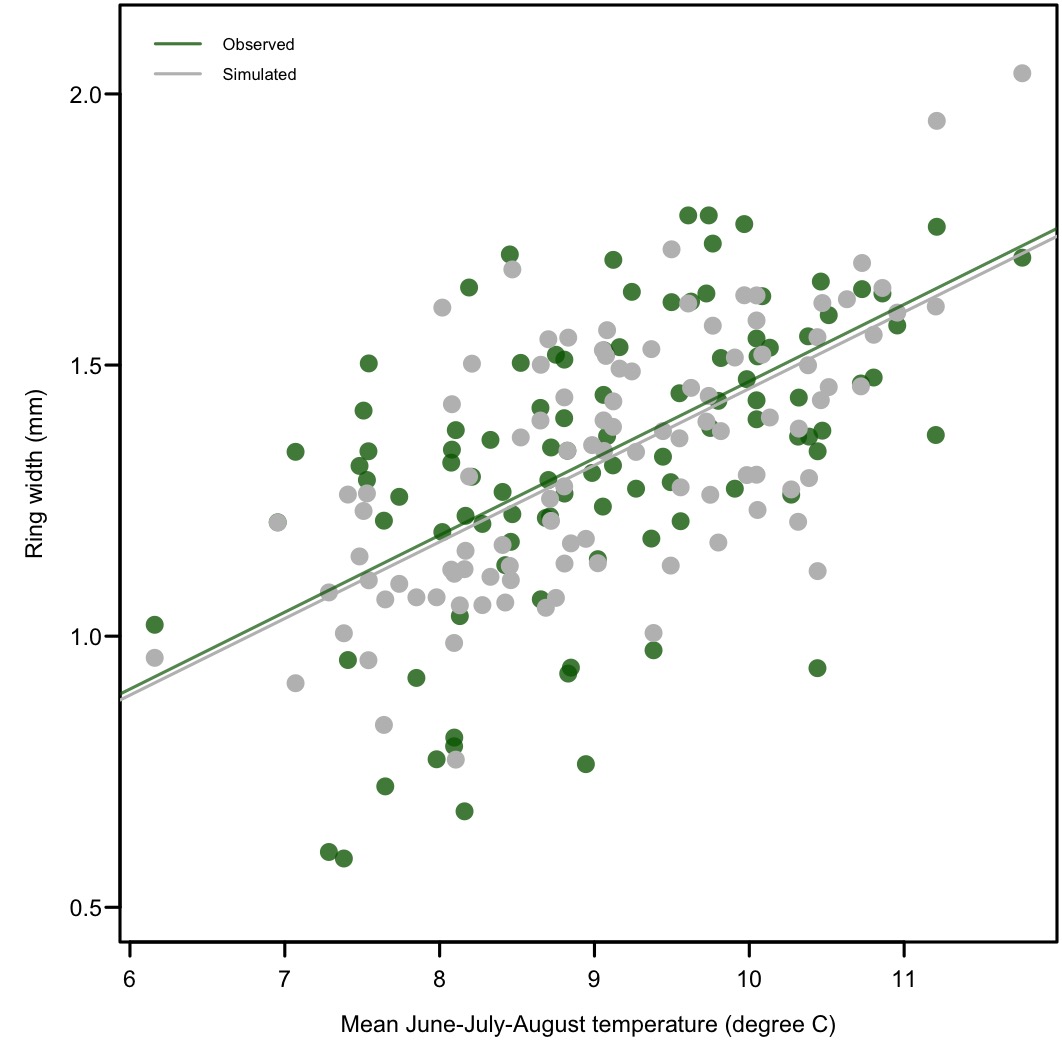 Observed
Simulated
2.0
1.5
1.0
0.5
Ring width (mm)
6 7 8 9 10 11
Mean June-July-August temperature (degree C)